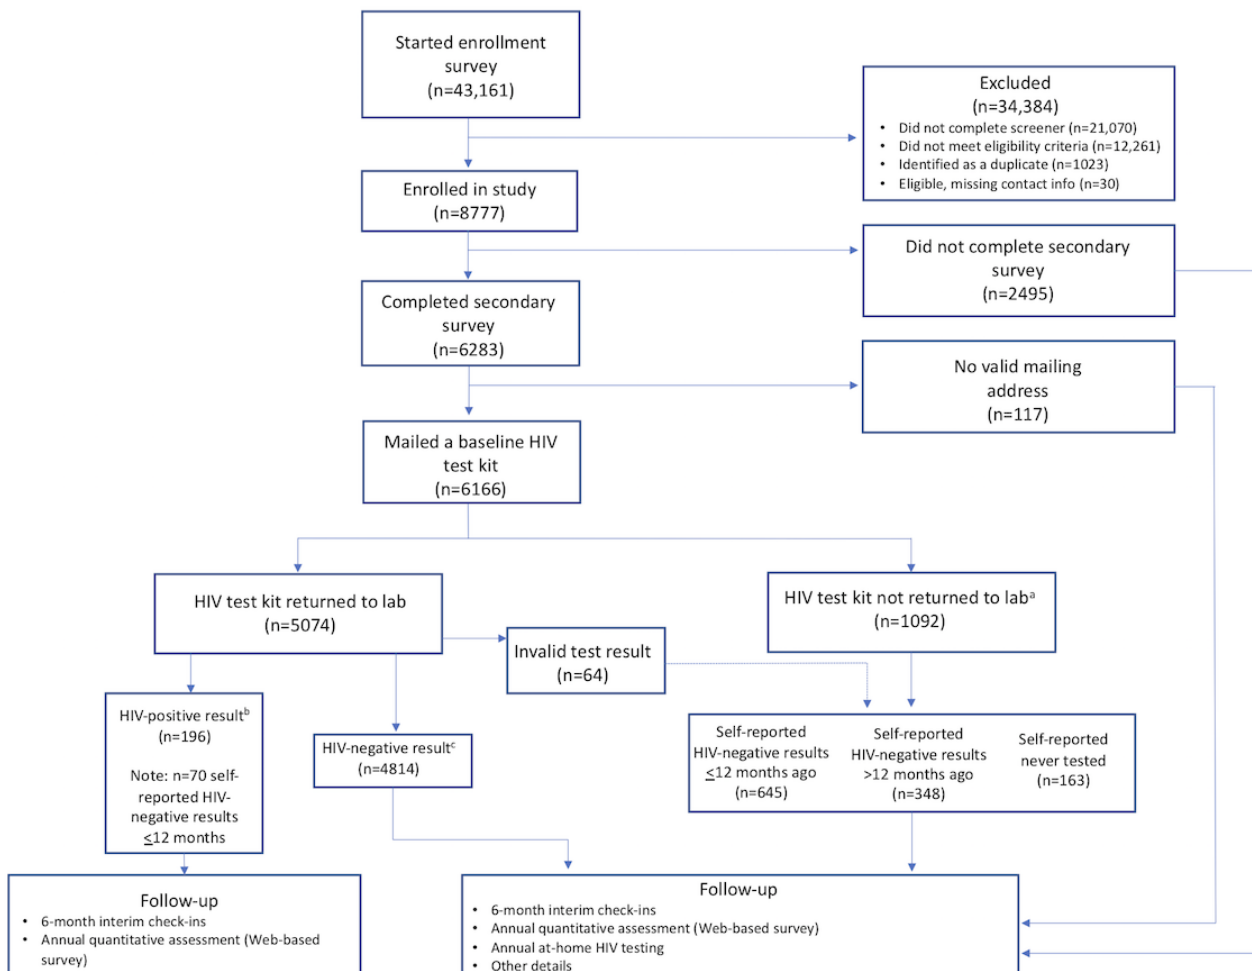 Started enrollment
survey
(n=43,161)
Excluded
(n=34,384)
• Did not complete screener (n=21,070)
• Did not meet eligibility criteria (n=12,261)
• Identified as a duplicate (n=1023)
• Eligible, missing contact info (n=30)
Enrolled in study
(n=8777)
Did not complete secondary
survey
(n=2495)
Completed secondary
survey
(n=6283)
No valid mailing
address
(n=117)
Mailed a baseline HIV
test kit
(n=6166)
HIV test kit returned to lab
(n=5074)
HIV test kit not returned to labᵃ
(n=1092)
Invalid test result
(n=64)
HIV-positive resultᵇ
(n=196)
Note: n=70 self-
reported HIV-
negative results
≤12 months
HIV-negative resultᶜ
(n=4814)
Self-reported
HIV-negative results
≤12 months ago
(n=645)
Self-reported
HIV-negative results
>12 months ago
(n=348)
Self-reported
never tested
(n=163)
Follow-up
• 6-month interim check-ins
• Annual quantitative assessment (Web-based
survey)
Follow-up
• 6-month interim check-ins
• Annual quantitative assessment (Web-based survey)
• Annual at-home HIV testing
• Other details